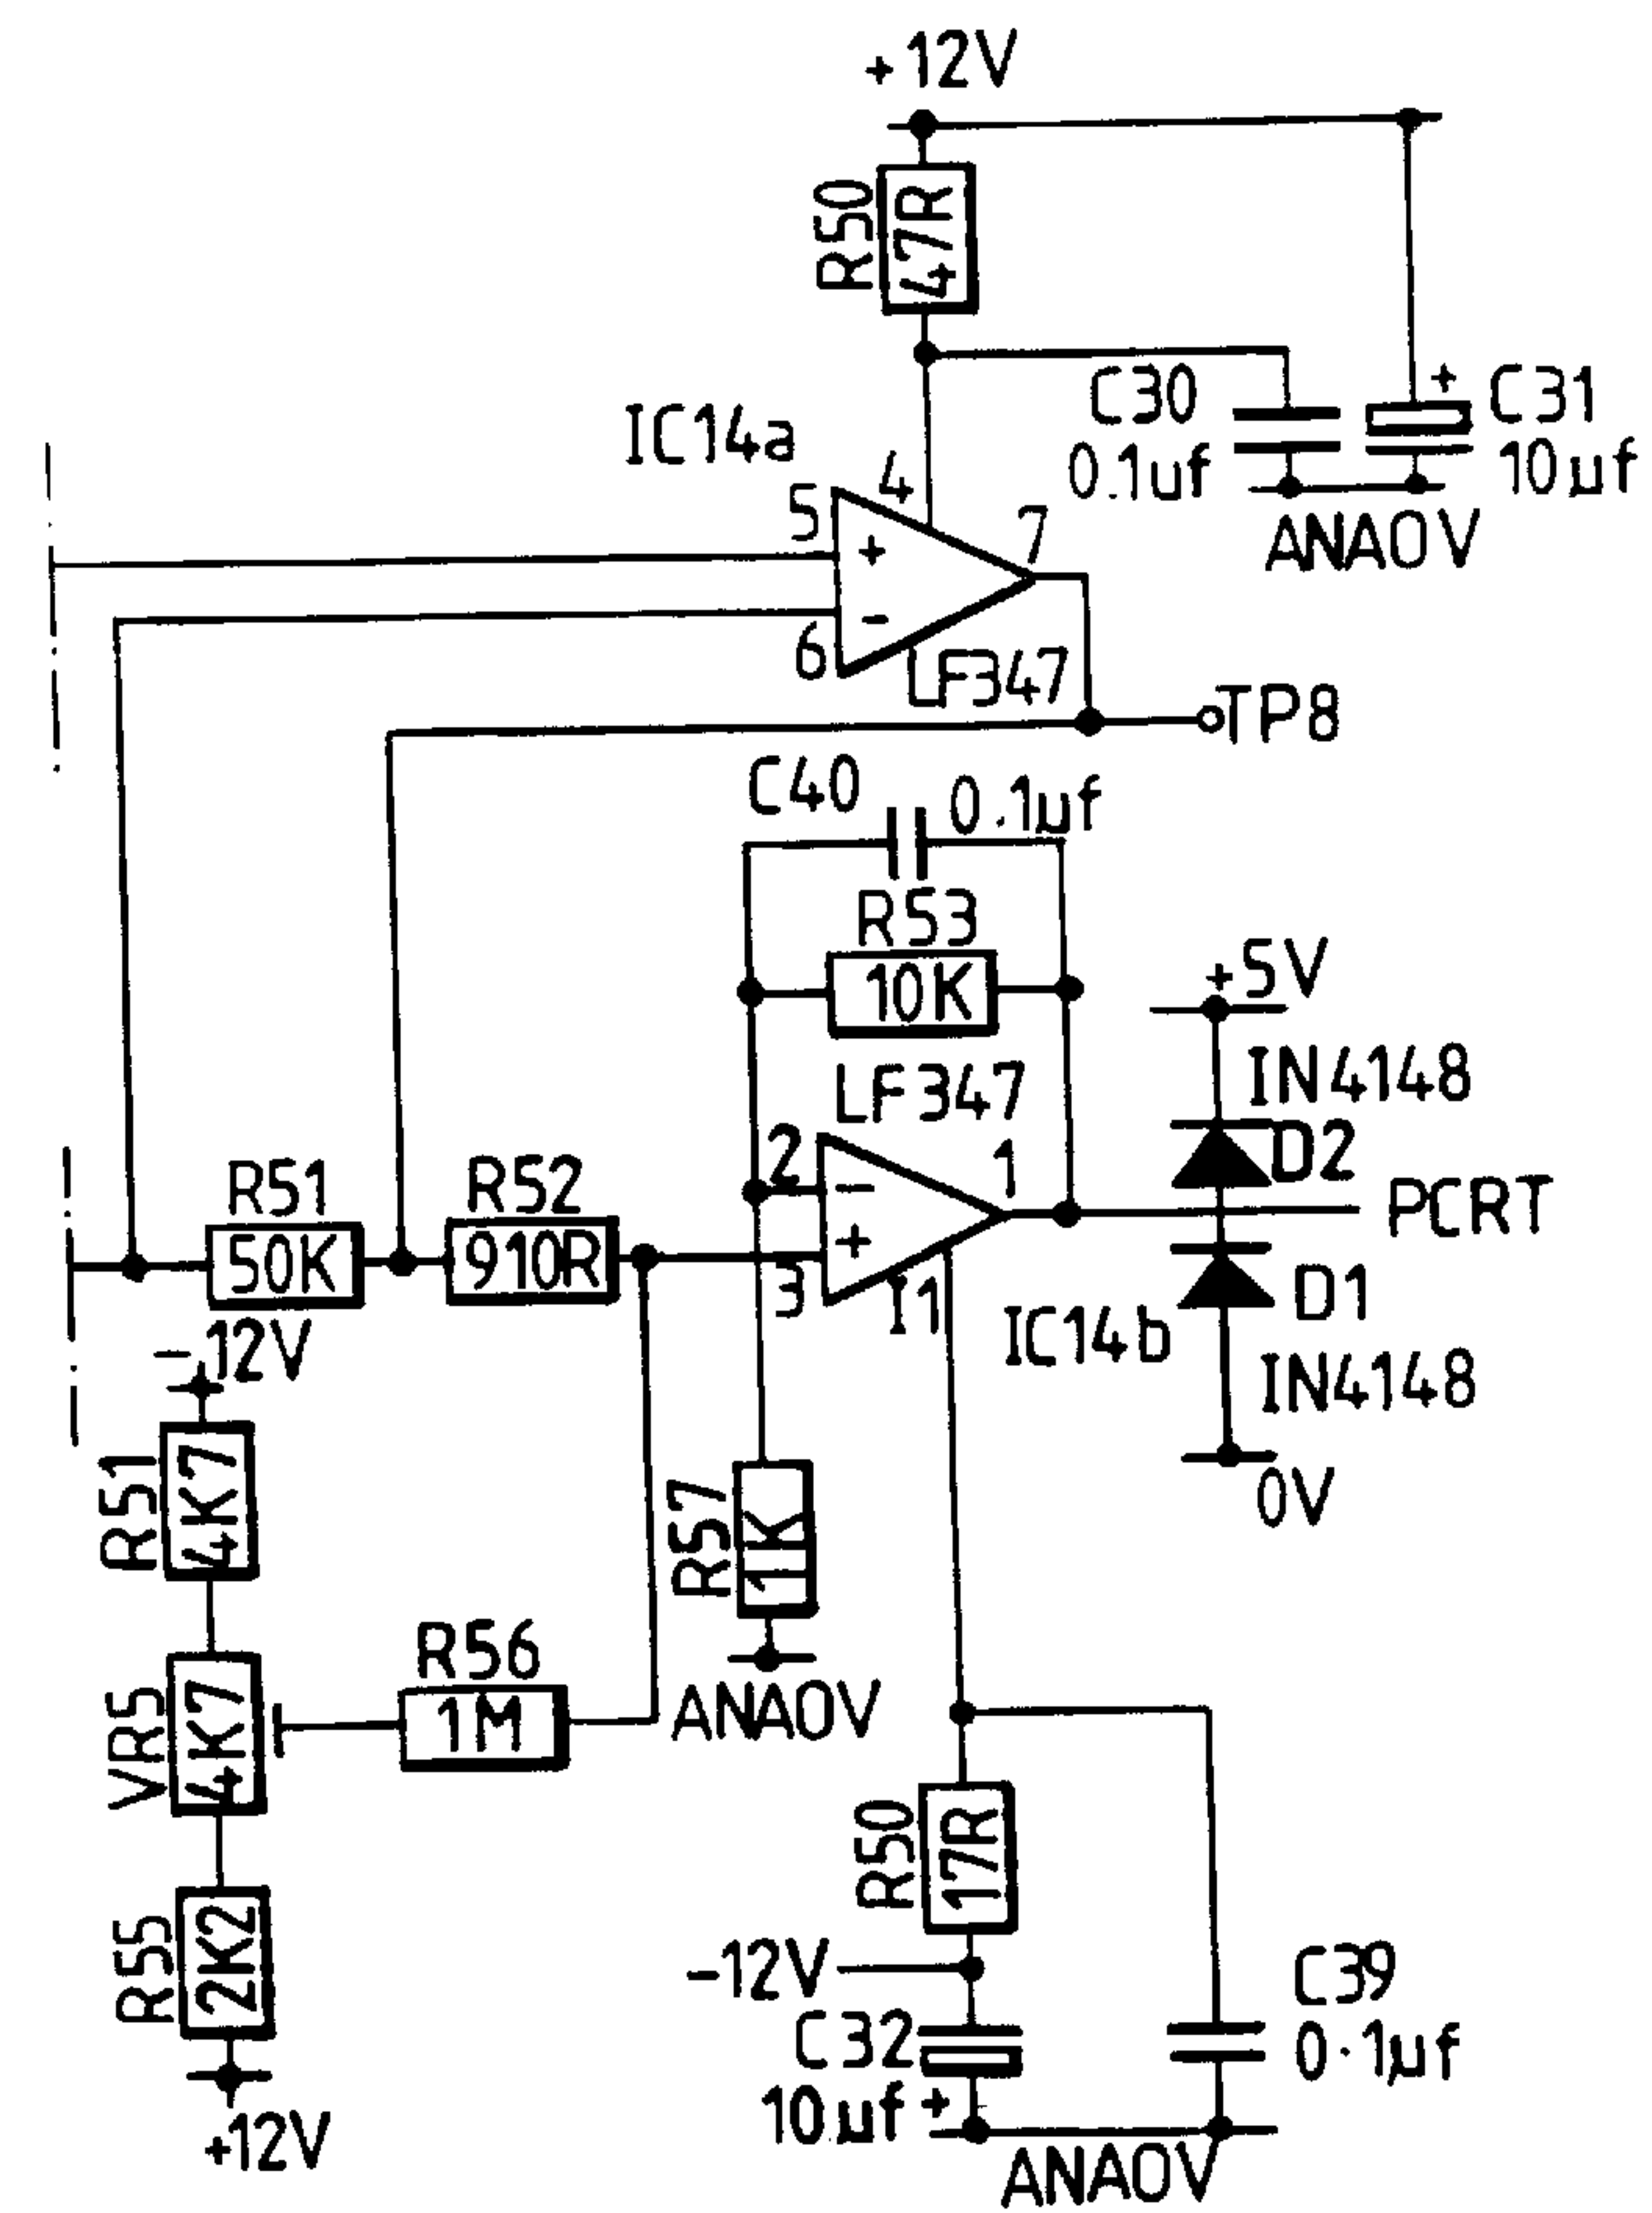 +12V
R50
47R
C30
0.1uf
+
C31
10µf
ANA0V
IC14a
4
5
+
7
-
6
LF347
TP8
C40
0.1µf
R53
10K
+5V
IN4148
D2
LF347
2
1
-
+
3
11
IC14b
PCRT
D1
IN4148
0V
R51
50K
R52
910R
-12V
R51
4K7
R57
1K
ANA0V
VR5
4K7
R56
1M
R55
2K2
+12V
R50
17R
-12V
C32
10µf +
C39
0.1µf
ANA0V